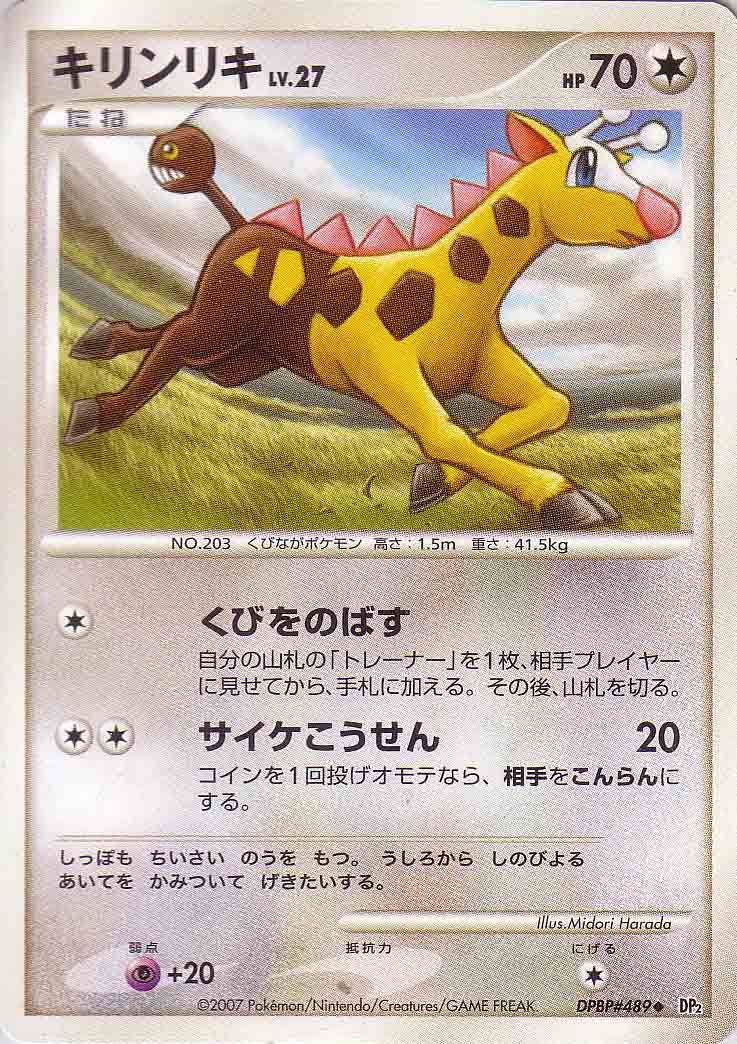 キリンリキ LV.27 HP 70
たね
NO.203 くびながポケモン 高さ:1.5m 重さ:41.5kg
くびをのばす
自分の山札の「トレーナー」を1枚、相手プレイヤー
に見せてから、手札に加える。その後、山札を切る。
サイケこうせん 20
コインを1回投げオモテなら、相手をこんらんに
する。
しっぽも ちいさい のうを もつ。 うしろから しのびよる
あいてを かみついて げきたいする。
Illus.Midori Harada
弱点 抵抗力 にげる
+20
©2007 Pokémon/Nintendo/Creatures/GAME FREAK. DPBP#489 DP2